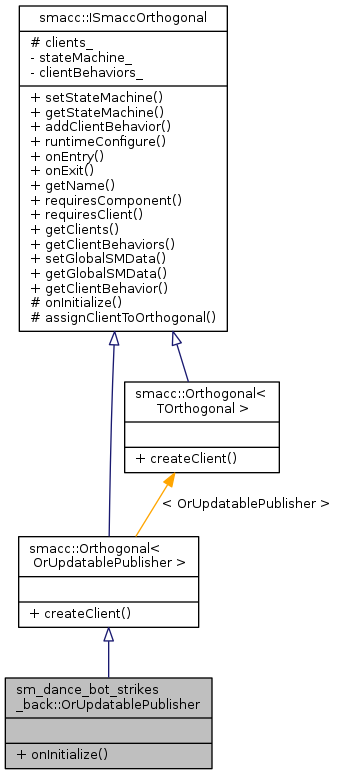 smacc::ISmaccOrthogonal
# clients_
- stateMachine_
- clientBehaviors_
+ setStateMachine()
+ getStateMachine()
+ addClientBehavior()
+ runtimeConfigure()
+ onEntry()
+ onExit()
+ getName()
+ requiresComponent()
+ requiresClient()
+ getClients()
+ getClientBehaviors()
+ setGlobalSMData()
+ getGlobalSMData()
+ getClientBehavior()
# onInitialize()
# assignClientToOrthogonal()
smacc::Orthogonal<
TOrthogonal >
+ createClient()
< OrUpdatablePublisher >
smacc::Orthogonal<
OrUpdatablePublisher >
+ createClient()
sm_dance_bot_strikes
_back::OrUpdatablePublisher
+ onInitialize()